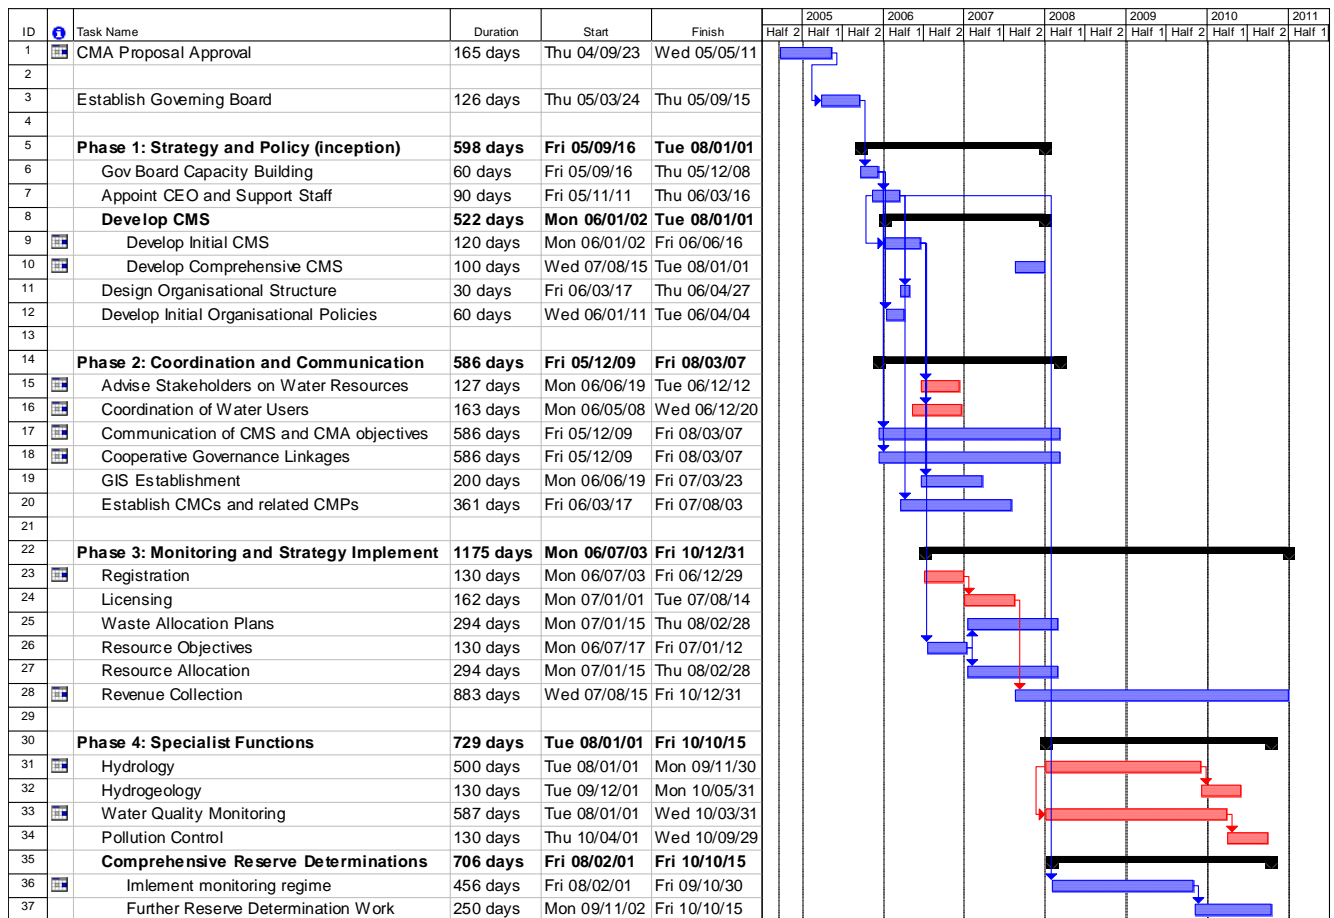 2005 2006 2007 2008 2009 2010 2011
ID Task Name Duration Start Finish Half 2 Half 1 Half 2 Half 1 Half 2 Half 1 Half 2 Half 1 Half 2 Half 1 Half 2 Half 1 Half 2 Half 1
1 CMA Proposal Approval 165 days Thu 04/09/23 Wed 05/05/11
2
3 Establish Governing Board 126 days Thu 05/03/24 Thu 05/09/15
4
5 Phase 1: Strategy and Policy (inception) 598 days Fri 05/09/16 Tue 08/01/01
6 Gov Board Capacity Building 60 days Fri 05/09/16 Thu 05/12/08
7 Appoint CEO and Support Staff 90 days Fri 05/11/11 Thu 06/03/16
8 Develop CMS 522 days Mon 06/01/02 Tue 08/01/01
9 Develop Initial CMS 120 days Mon 06/01/02 Fri 06/06/16
10 Develop Comprehensive CMS 100 days Wed 07/08/15 Tue 08/01/01
11 Design Organisational Structure 30 days Fri 06/03/17 Thu 06/04/27
12 Develop Initial Organisational Policies 60 days Wed 06/01/11 Tue 06/04/04
13
14 Phase 2: Coordination and Communication 586 days Fri 05/12/09 Fri 08/03/07
15 Advise Stakeholders on Water Resources 127 days Mon 06/06/19 Tue 06/12/12
16 Coordination of Water Users 163 days Mon 06/05/08 Wed 06/12/20
17 Communication of CMS and CMA objectives 586 days Fri 05/12/09 Fri 08/03/07
18 Cooperative Governance Linkages 586 days Fri 05/12/09 Fri 08/03/07
19 GIS Establishment 200 days Mon 06/06/19 Fri 07/03/23
20 Establish CMCs and related CMPs 361 days Fri 06/03/17 Fri 07/08/03
21
22 Phase 3: Monitoring and Strategy Implement 1175 days Mon 06/07/03 Fri 10/12/31
23 Registration 130 days Mon 06/07/03 Fri 06/12/29
24 Licensing 162 days Mon 07/01/01 Tue 07/08/14
25 Waste Allocation Plans 294 days Mon 07/01/15 Thu 08/02/28
26 Resource Objectives 130 days Mon 06/07/17 Fri 07/01/12
27 Resource Allocation 294 days Mon 07/01/15 Thu 08/02/28
28 Revenue Collection 883 days Wed 07/08/15 Fri 10/12/31
29
30 Phase 4: Specialist Functions 729 days Tue 08/01/01 Fri 10/10/15
31 Hydrology 500 days Tue 08/01/01 Mon 09/11/30
32 Hydrogeology 130 days Tue 09/12/01 Mon 10/05/31
33 Water Quality Monitoring 587 days Tue 08/01/01 Wed 10/03/31
34 Pollution Control 130 days Thu 10/04/01 Wed 10/09/29
35 Comprehensive Reserve Determinations 706 days Fri 08/02/01 Fri 10/10/15
36 Imlement monitoring regime 456 days Fri 08/02/01 Fri 09/10/30
37 Further Reserve Determination Work 250 days Mon 09/11/02 Fri 10/10/15